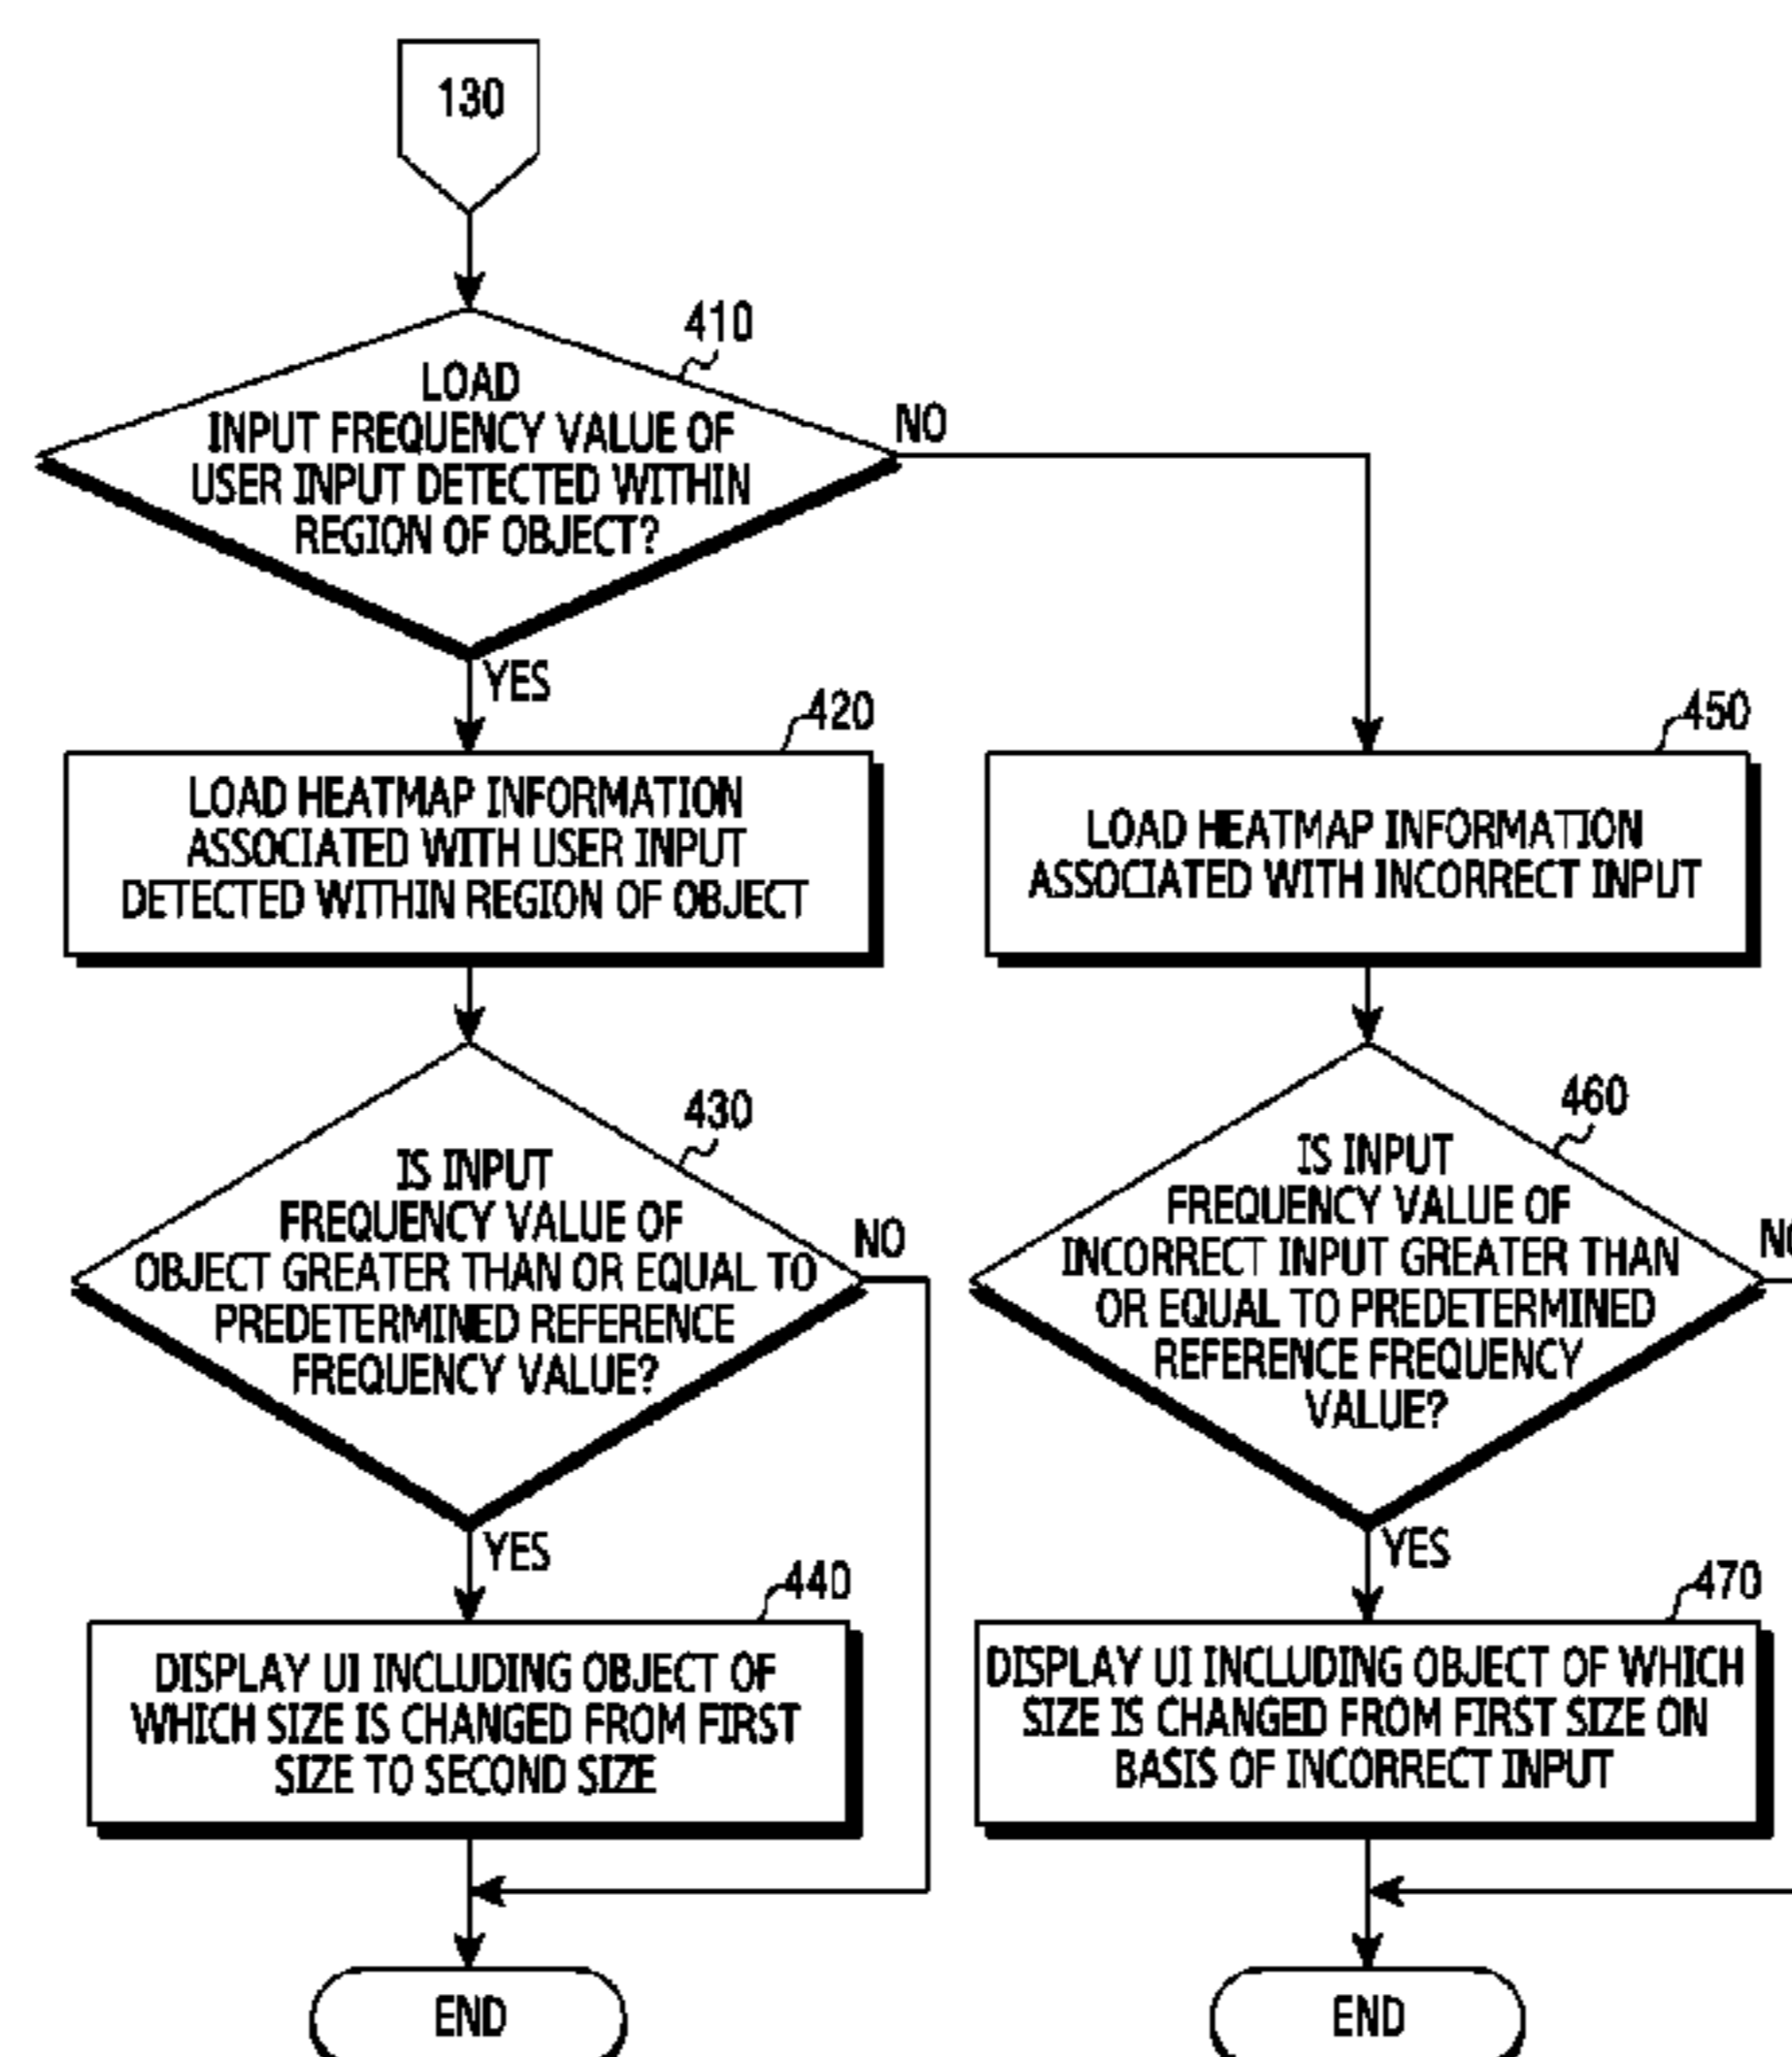 130
410
LOAD
INPUT FREQUENCY VALUE OF
USER INPUT DETECTED WITHIN
REGION OF OBJECT?
NO
YES
420
LOAD HEATMAP INFORMATION
ASSOCIATED WITH USER INPUT
DETECTED WITHIN REGION OF OBJECT
450
LOAD HEATMAP INFORMATION
ASSOCIATED WITH INCORRECT INPUT
430
IS INPUT
FREQUENCY VALUE OF
OBJECT GREATER THAN OR EQUAL TO
PREDETERMINED REFERENCE
FREQUENCY VALUE?
NO
YES
460
IS INPUT
FREQUENCY VALUE OF
INCORRECT INPUT GREATER THAN
OR EQUAL TO PREDETERMINED
REFERENCE FREQUENCY
VALUE?
NO
YES
440
DISPLAY UI INCLUDING OBJECT OF
WHICH SIZE IS CHANGED FROM FIRST
SIZE TO SECOND SIZE
470
DISPLAY UI INCLUDING OBJECT OF WHICH
SIZE IS CHANGED FROM FIRST SIZE ON
BASIS OF INCORRECT INPUT
END
END